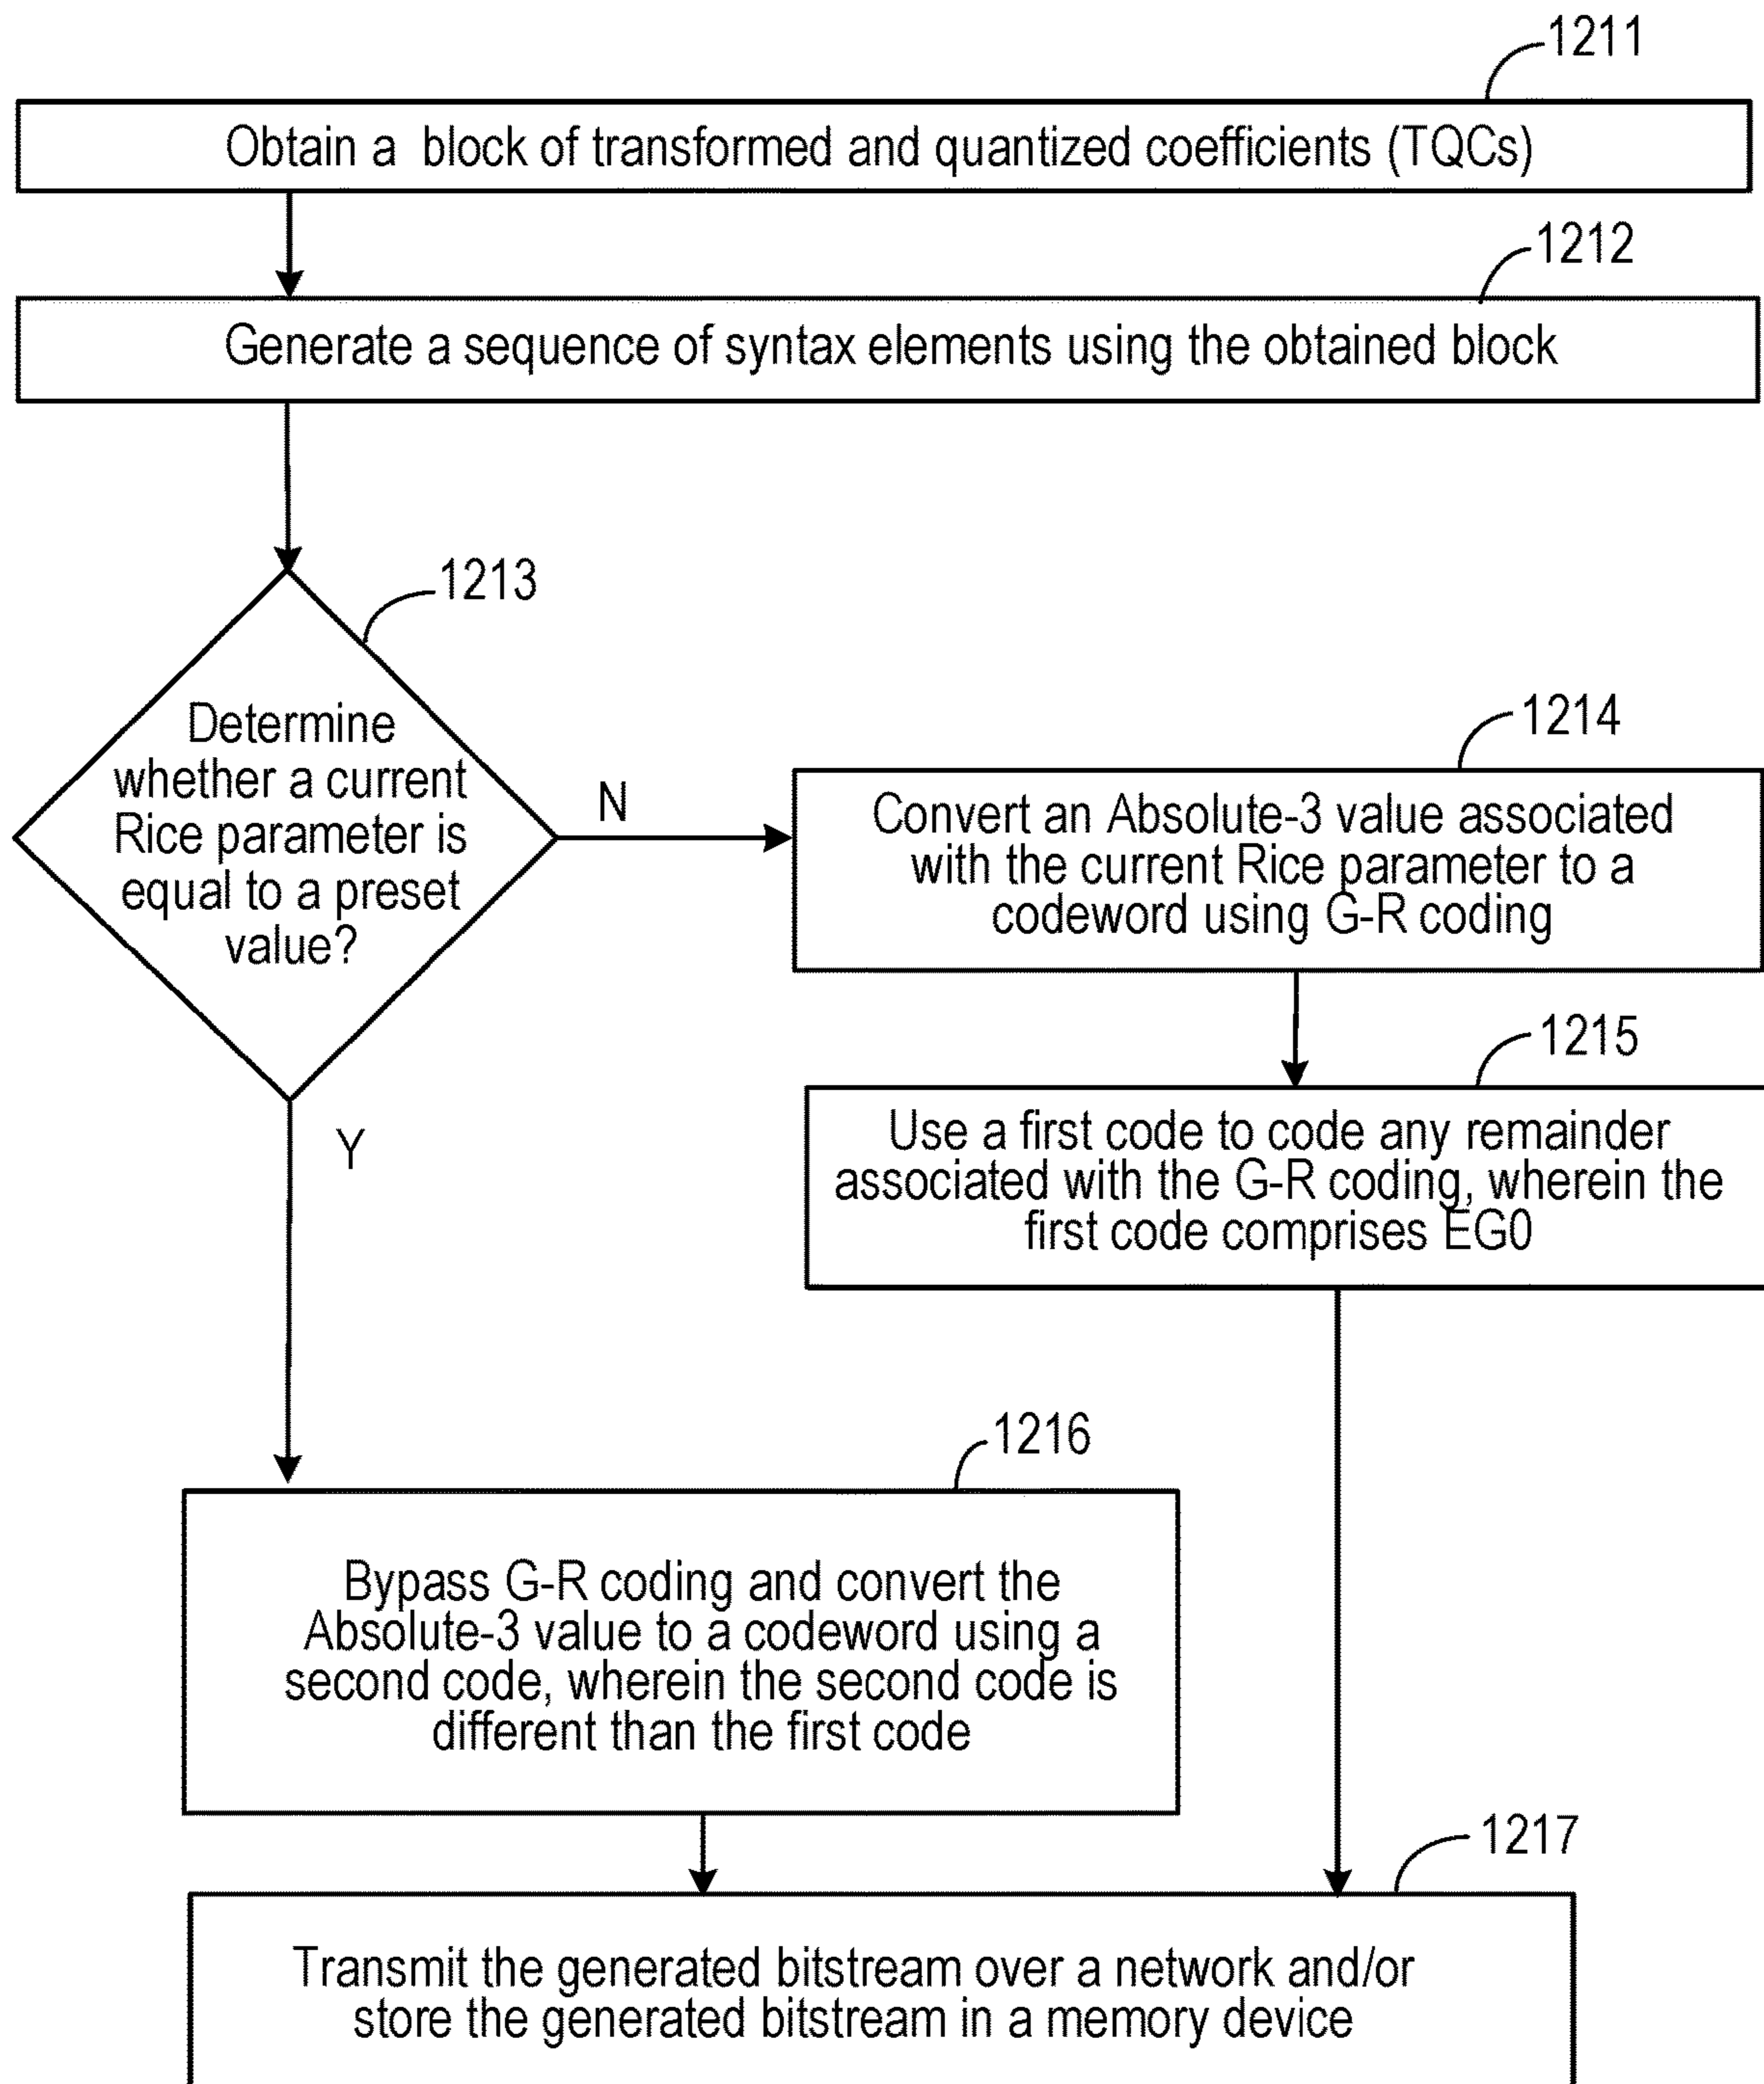 1211
Obtain a block of transformed and quantized coefficients (TQCs)
1212
Generate a sequence of syntax elements using the obtained block
1213
Determine
whether a current
Rice parameter is
equal to a preset
value?
N
1214
Convert an Absolute-3 value associated
with the current Rice parameter to a
codeword using G-R coding
1215
Use a first code to code any remainder
associated with the G-R coding, wherein the
first code comprises EG0
Y
1216
Bypass G-R coding and convert the
Absolute-3 value to a codeword using a
second code, wherein the second code is
different than the first code
1217
Transmit the generated bitstream over a network and/or
store the generated bitstream in a memory device